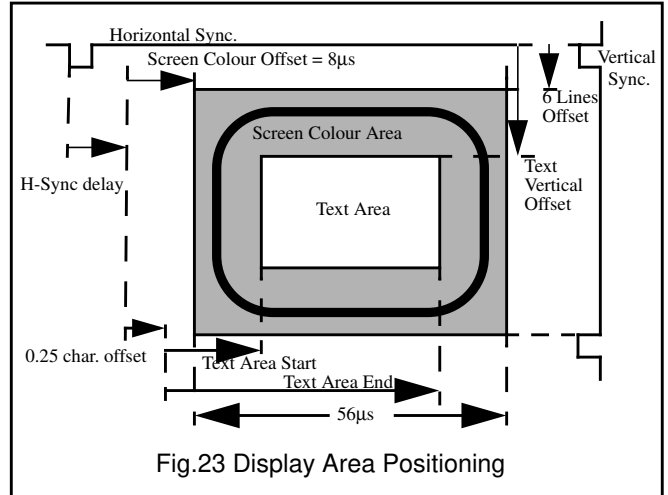 Horizontal Sync.
Screen Colour Offset = 8µs
Vertical
Sync.
6 Lines
Offset
Screen Colour Area
Text
Vertical
Offset
H-Sync delay
Text Area
0.25 char. offset
Text Area Start
Text Area End
56µs
Fig.23 Display Area Positioning